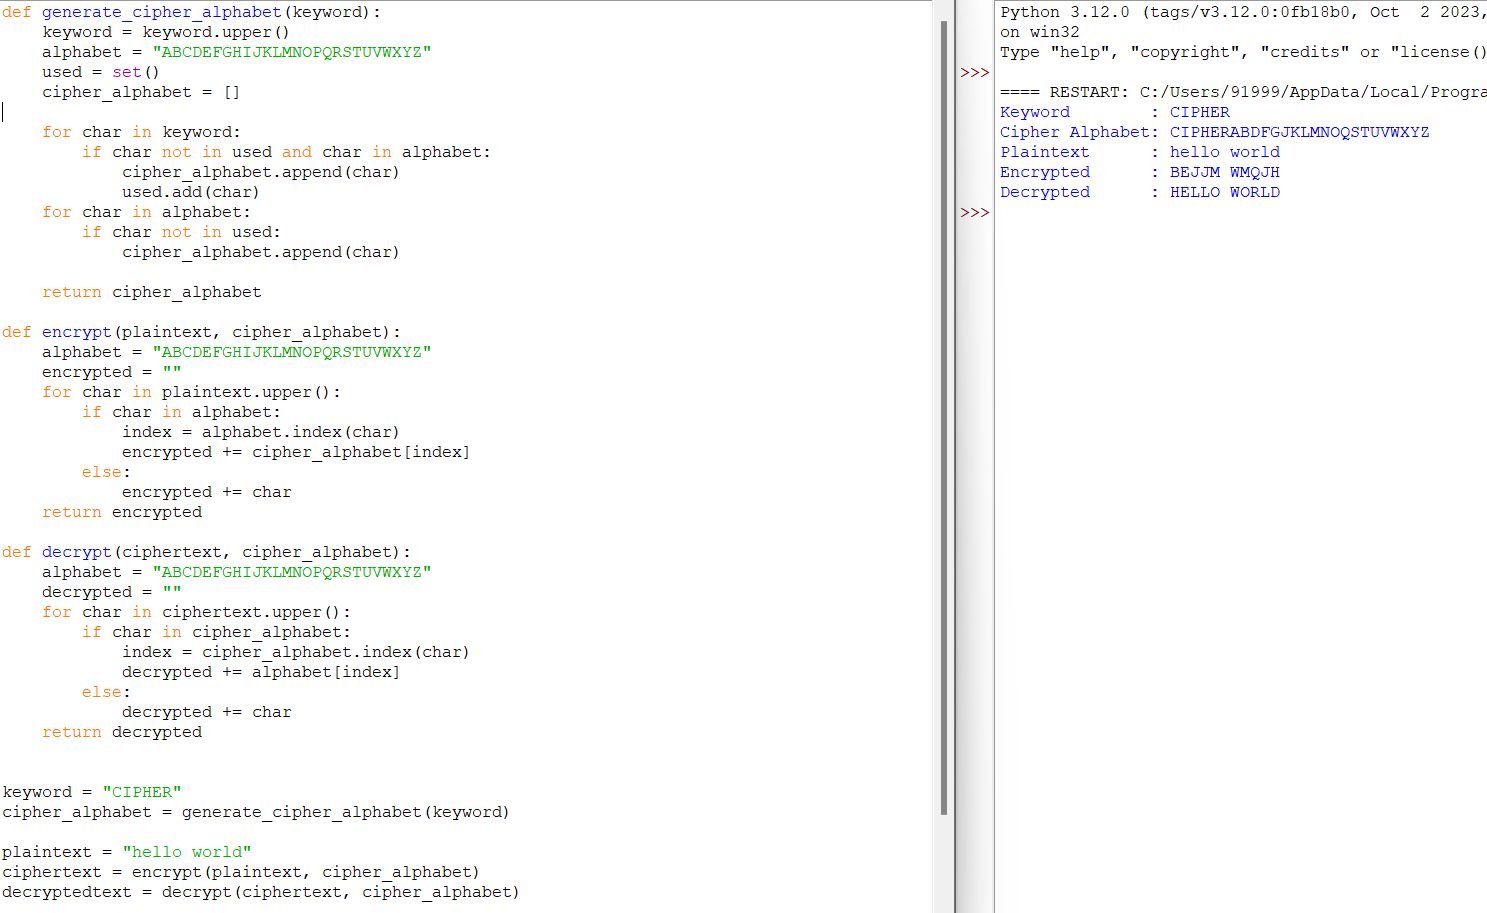 def generate_cipher_alphabet(keyword):
    keyword = keyword.upper()
    alphabet = "ABCDEFGHIJKLMNOPQRSTUVWXYZ"
    used = set()
    cipher_alphabet = []

    for char in keyword:
        if char not in used and char in alphabet:
            cipher_alphabet.append(char)
            used.add(char)
    for char in alphabet:
        if char not in used:
            cipher_alphabet.append(char)

    return cipher_alphabet

def encrypt(plaintext, cipher_alphabet):
    alphabet = "ABCDEFGHIJKLMNOPQRSTUVWXYZ"
    encrypted = ""
    for char in plaintext.upper():
        if char in alphabet:
            index = alphabet.index(char)
            encrypted += cipher_alphabet[index]
        else:
            encrypted += char
    return encrypted

def decrypt(ciphertext, cipher_alphabet):
    alphabet = "ABCDEFGHIJKLMNOPQRSTUVWXYZ"
    decrypted = ""
    for char in ciphertext.upper():
        if char in cipher_alphabet:
            index = cipher_alphabet.index(char)
            decrypted += alphabet[index]
        else:
            decrypted += char
    return decrypted


keyword = "CIPHER"
cipher_alphabet = generate_cipher_alphabet(keyword)

plaintext = "hello world"
ciphertext = encrypt(plaintext, cipher_alphabet)
decryptedtext = decrypt(ciphertext, cipher_alphabet)

Python 3.12.0 (tags/v3.12.0:0fb18b0, Oct  2 2023,
on win32
Type "help", "copyright", "credits" or "license()
>>>
==== RESTART: C:/Users/91999/AppData/Local/Progra
Keyword        : CIPHER
Cipher Alphabet: CIPHERABDFGJKLMNOQSTUVWXYZ
Plaintext      : hello world
Encrypted      : BEJJM WMQJH
Decrypted      : HELLO WORLD
>>>